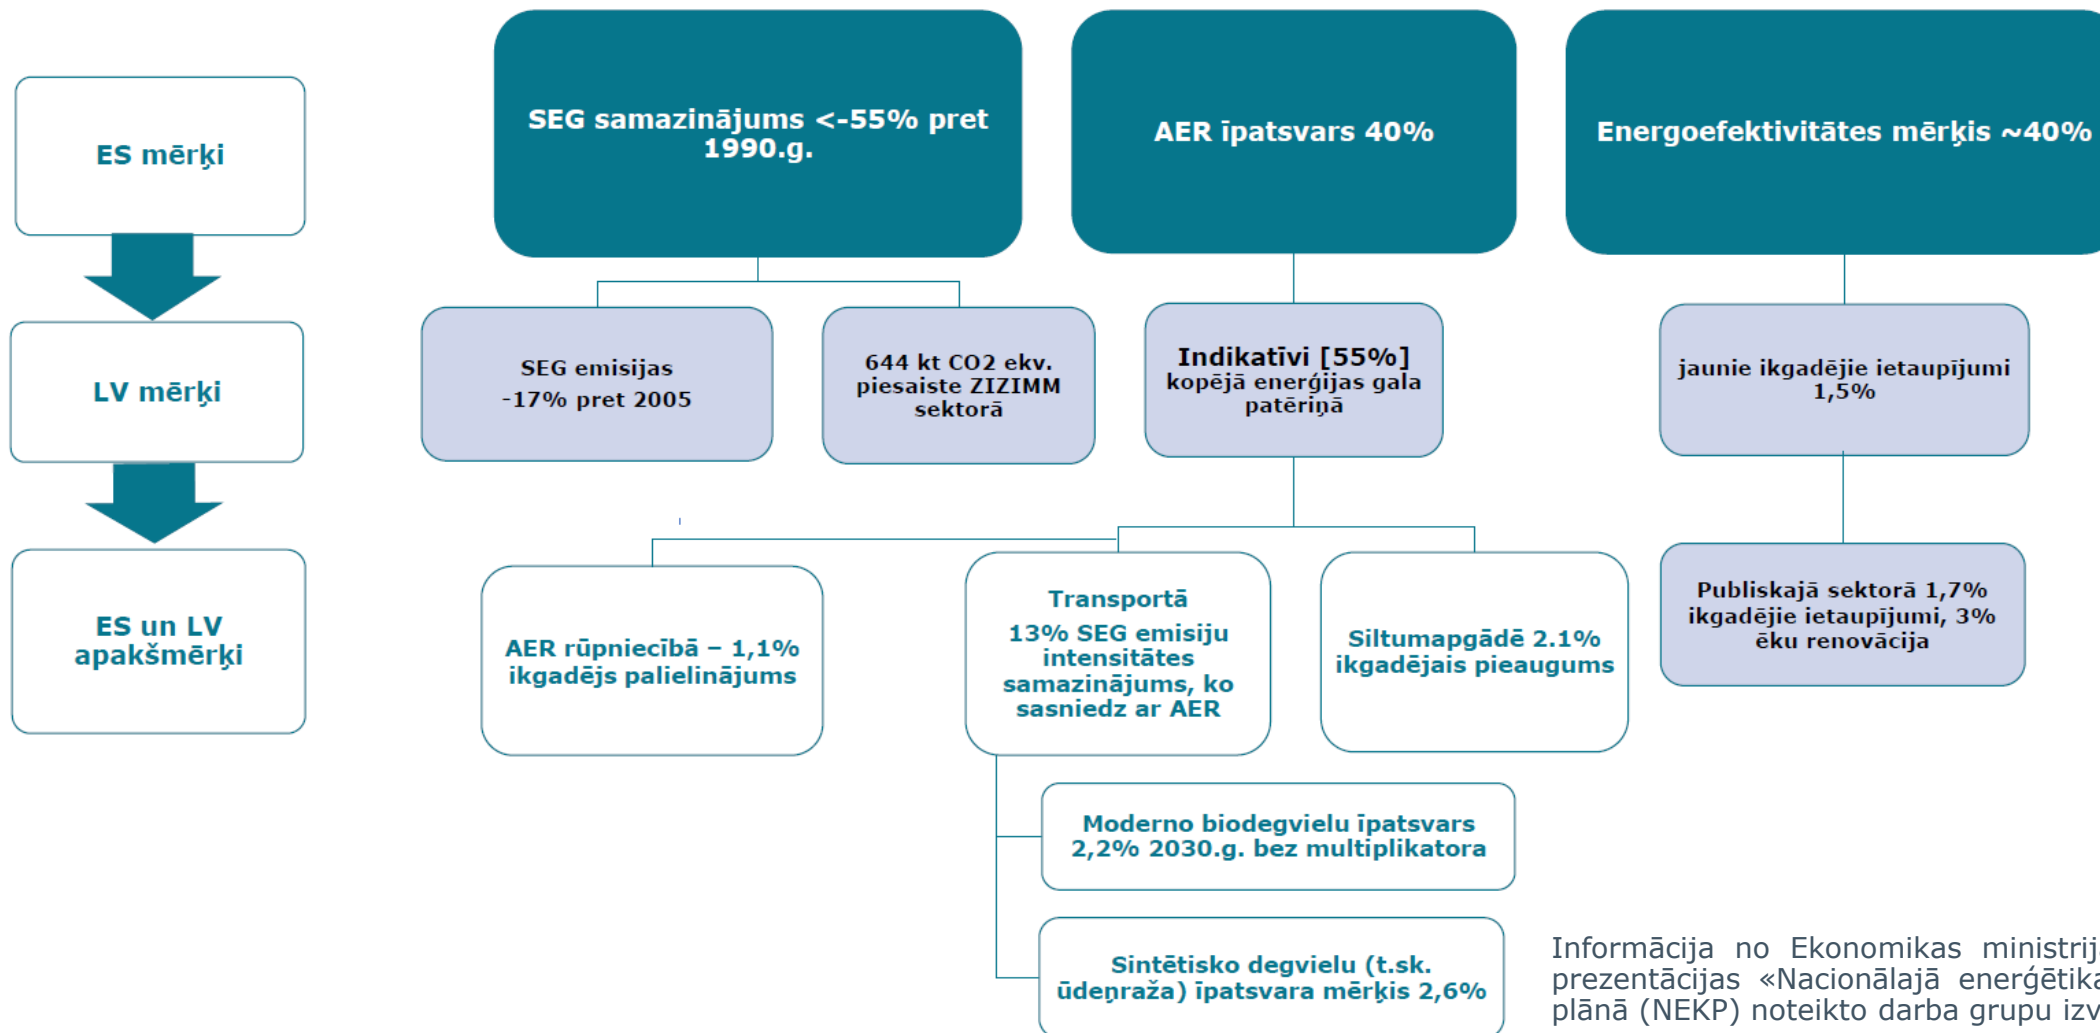 ES mērķi
SEG samazinājums <-55% pret
1990.g.
AER īpatsvars 40%
Energoefektivitātes mērķis ~40%
LV mērķi
SEG emisijas
-17% pret 2005
644 kt CO2 ekv.
piesaiste ZIZIMM
sektorā
Indikatīvi [55%]
kopējā enerģijas gala
patēriņā
jaunie ikgadējie ietaupījumi
1,5%
ES un LV
apakšmērķi
AER rūpniecībā – 1,1%
ikgadējs palielinājums
Transportā
13% SEG emisiju
intensitātes
samazinājums, ko
sasniedz ar AER
Siltumapgādē 2.1%
ikgadējais pieaugums
Publiskajā sektorā 1,7%
ikgadējie ietaupījumi, 3%
ēku renovācija
Moderno biodegvielu īpatsvars
2,2% 2030.g. bez multiplikatora
Sintētisko degvielu (t.sk.
ūdeņraža) īpatsvara mērķis 2,6%
Informācija no Ekonomikas ministrij
prezentācijas «Nacionālajā enerģētika
plānā (NEKP) noteikto darba grupu izv